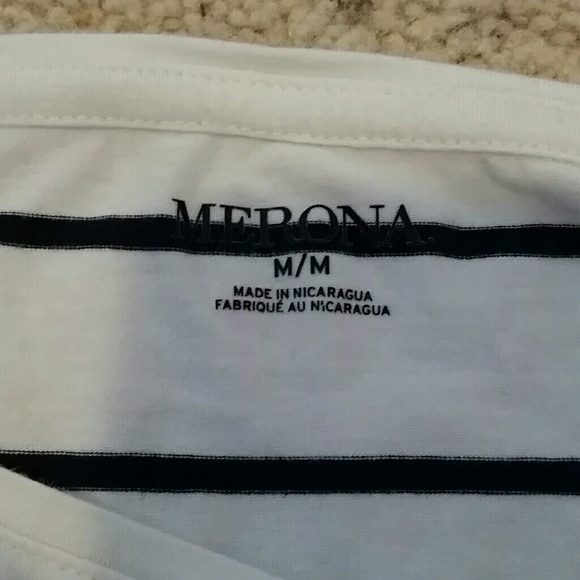 MERONA
M/M
MADE IN NICARAGUA
FABRIQUÉ AU NICARAGUA